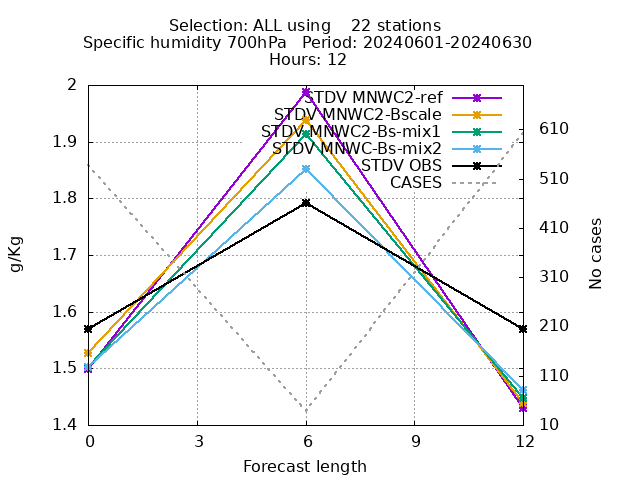 Selection: ALL using 22 stations
Specific humidity 700hPa Period: 20240601-20240630
Hours: 12
STDV MNWC2-ref
STDV MNWC2-Bscale
STDV MNWC2-Bs-mix1
STDV MNWC-Bs-mix2
STDV OBS
CASES
2
1.9
1.8
1.7
1.6
1.5
1.4
g/Kg
610
510
410
310
210
110
10
No cases
0 3 6 9 12
Forecast length